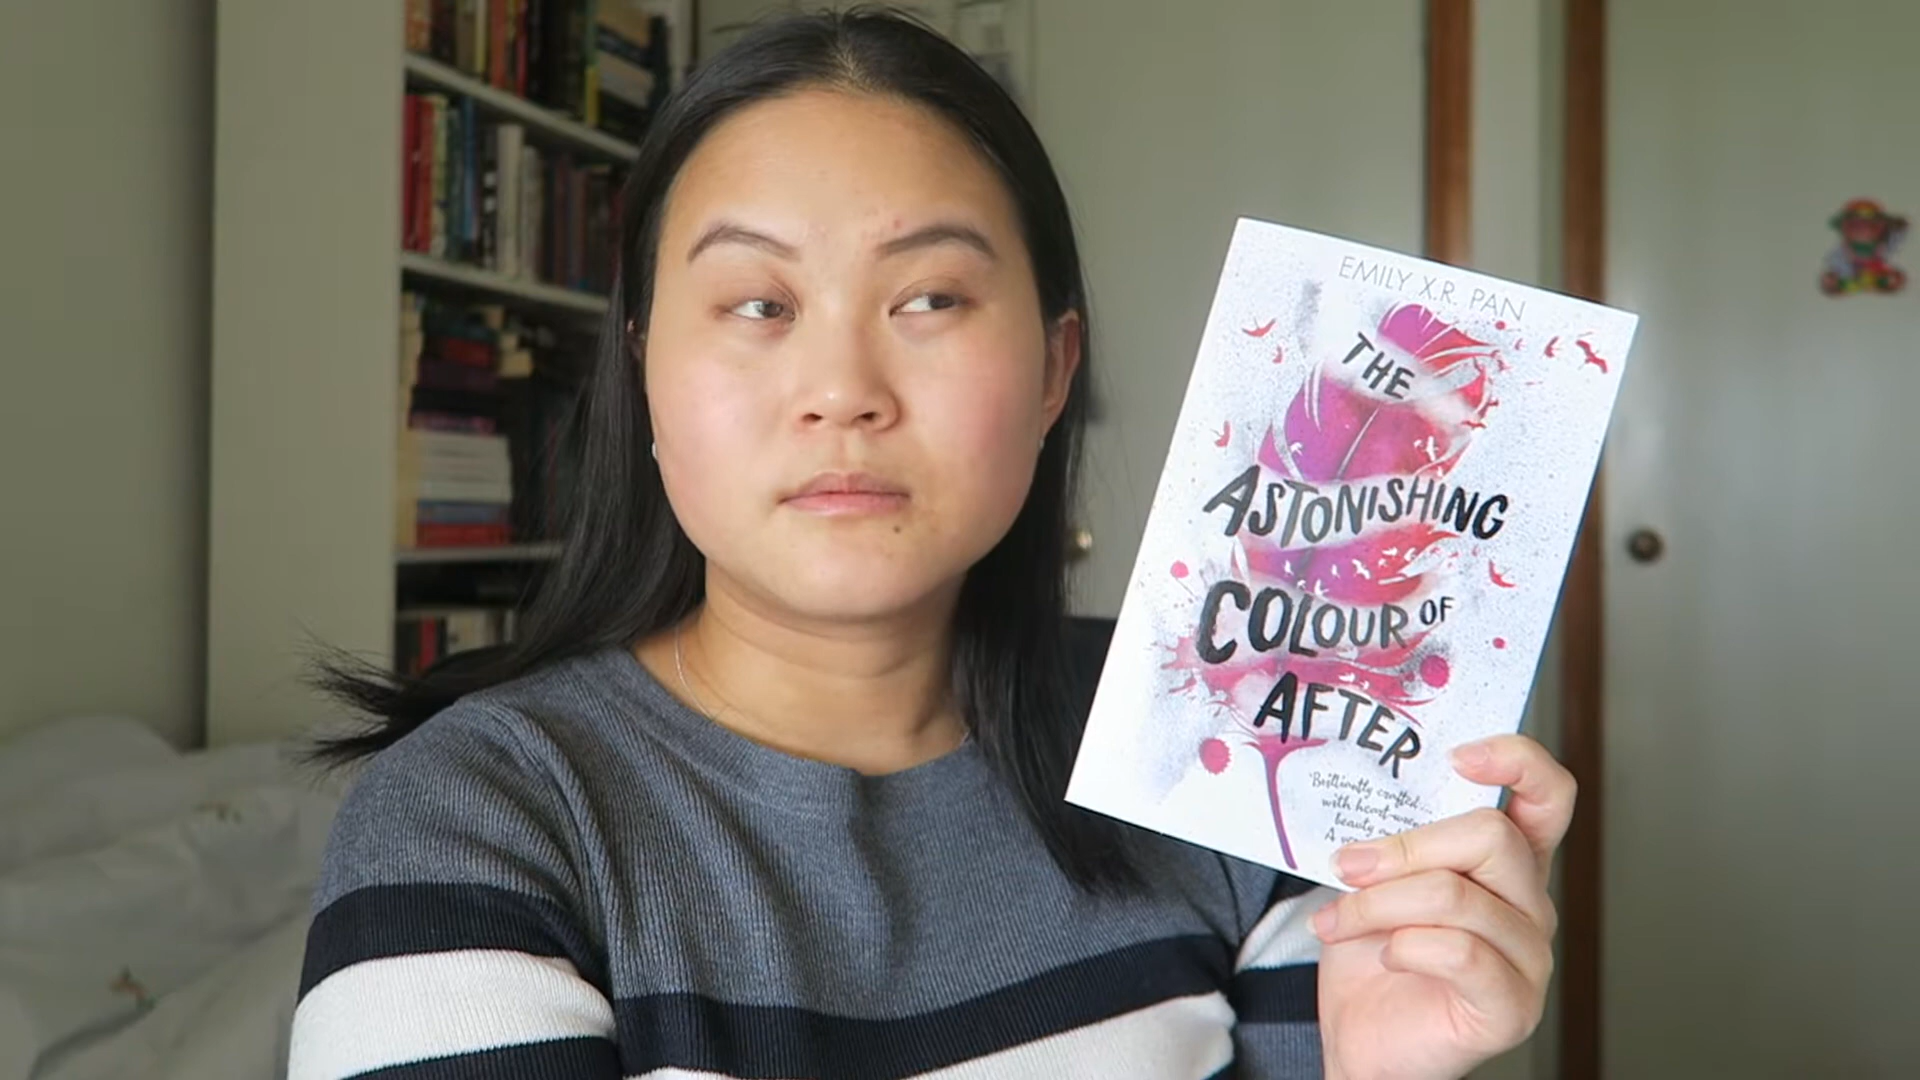 EMILY X.R. PAN
THE
ASTONISHING
COLOUR OF
AFTER
'Brilliantly crafted...
with heart-
beauty
A